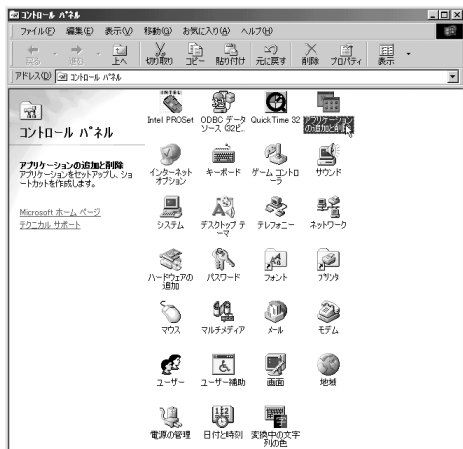 コントロール パネル
ファイル(F) 編集(E) 表示(V) 移動(G) お気に入り(A) ヘルプ(H)
戻る 進む 上へ 切り取り コピー 貼り付け 元に戻す 削除 プロパティ 表示
アドレス(D) コントロール パネル
コントロール パネル
アプリケーションの追加と削除
アプリケーションをセットアップし、ショ
ートカットを作成します。
Microsoft ホーム ページ
テクニカル サポート
INTEL
Intel PROSet
ODBC データ
ソース (32ビ...
QuickTime 32
アプリケーション
の追加と削除
インターネット
オプション
キーボード
ゲーム コントロ
ーラ
サウンド
システム
デスクトップ テ
ーマ
テレフォニー
ネットワーク
ハードウェアの
追加
パスワード
フォント
プリンタ
マウス
マルチメディア
メール
モデム
ユーザー
ユーザー補助
画面
地域
電源の管理
日付と時刻
変換中の文字
列の色